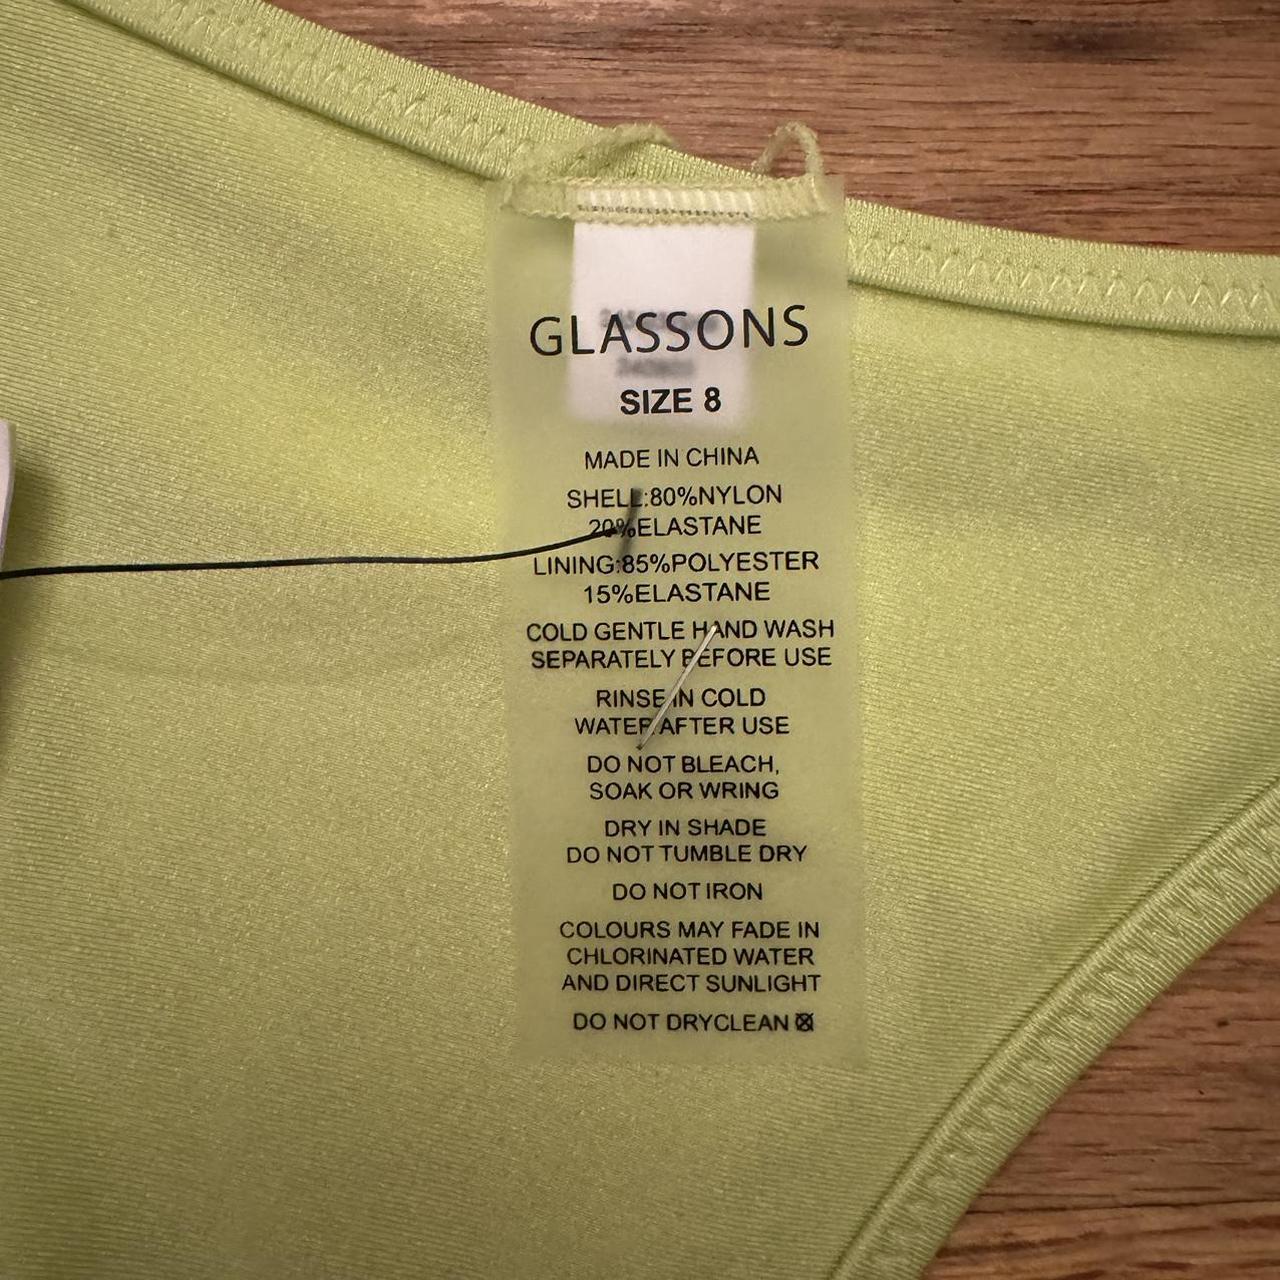 GLASSONS
SIZE 8
MADE IN CHINA
SHELL:80%NYLON
20%ELASTANE
LINING:85%POLYESTER
15%ELASTANE
COLD GENTLE HAND WASH
SEPARATELY BEFORE USE
RINSE IN COLD
WATER AFTER USE
DO NOT BLEACH,
SOAK OR WRING
DRY IN SHADE
DO NOT TUMBLE DRY
DO NOT IRON
COLOURS MAY FADE IN
CHLORINATED WATER
AND DIRECT SUNLIGHT
DO NOT DRYCLEAN